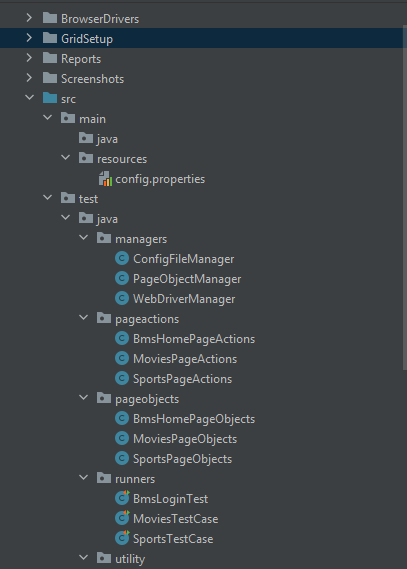 BrowserDrivers
GridSetup
Reports
Screenshots
src
main
java
resources
config.properties
test
java
managers
ConfigFileManager
PageObjectManager
WebDriverManager
pageactions
BmsHomePageActions
MoviesPageActions
SportsPageActions
pageobjects
BmsHomePageObjects
MoviesPageObjects
SportsPageObjects
runners
BmsLoginTest
MoviesTestCase
SportsTestCase
utility